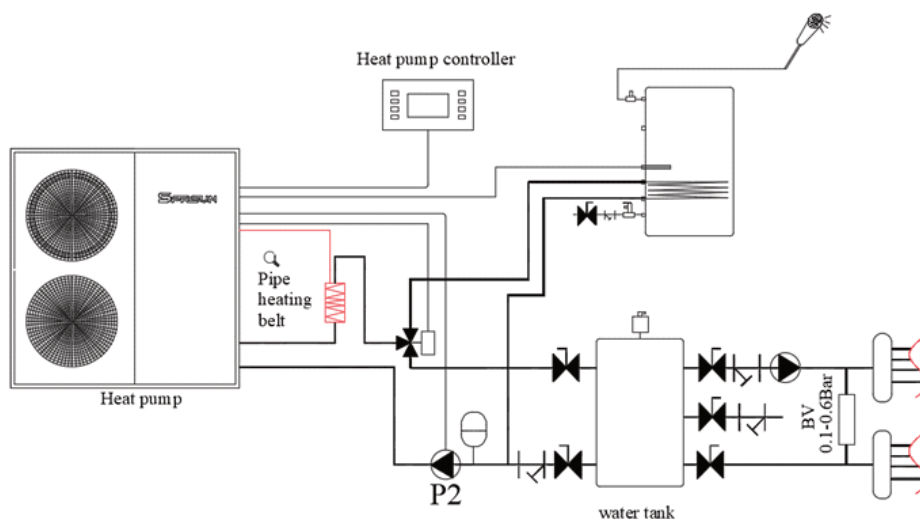 Heat pump controller
SPRSUN
Pipe
heating
belt
Heat pump
BV
0.1-0.6Bar
P2
water tank